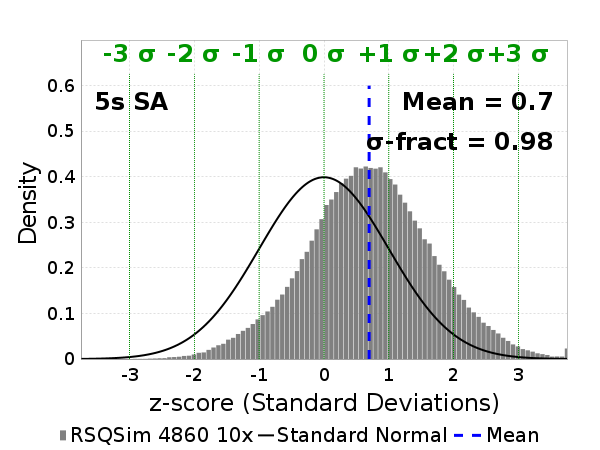 -3 σ -2 σ -1 σ 0 σ +1 σ +2 σ +3 σ
0.6
5s SA
Mean = 0.7
0.5
σ-fract = 0.98
0.4
0.3
0.2
0.1
0
Density
-3 -2 -1 0 1 2 3
z-score (Standard Deviations)
RSQSim 4860 10x Standard Normal Mean